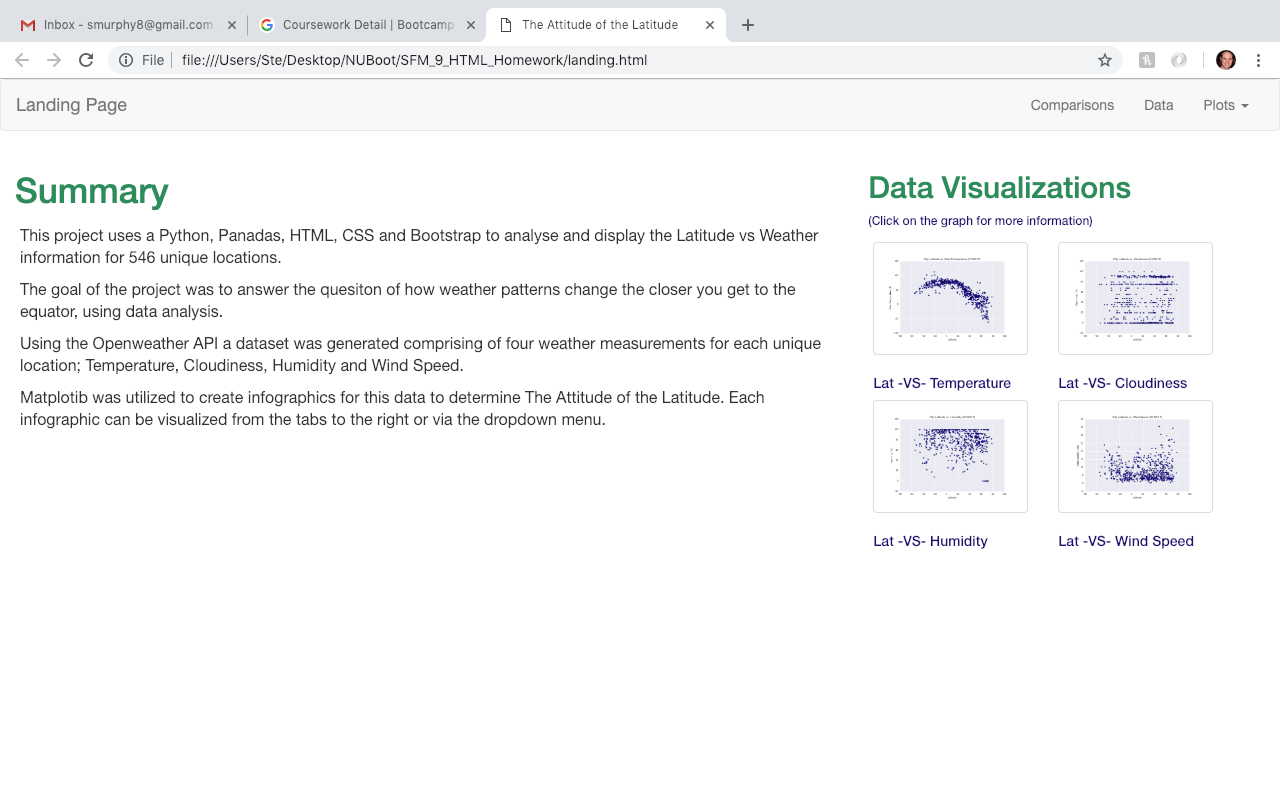 Inbox - smurphy8@gmail.com
Coursework Detail | Bootcamp
The Attitude of the Latitude
File
file:///Users/Ste/Desktop/NUBoot/SFM_9_HTML_Homework/landing.html
Landing Page
Comparisons
Data
Plots
Summary
This project uses a Python, Panadas, HTML, CSS and Bootstrap to analyse and display the Latitude vs Weather
information for 546 unique locations.
The goal of the project was to answer the quesiton of how weather patterns change the closer you get to the
equator, using data analysis.
Using the Openweather API a dataset was generated comprising of four weather measurements for each unique
location; Temperature, Cloudiness, Humidity and Wind Speed.
Matplotib was utilized to create infographics for this data to determine The Attitude of the Latitude. Each
infographic can be visualized from the tabs to the right or via the dropdown menu.
Data Visualizations
(Click on the graph for more information)
Lat -VS- Temperature
Lat -VS- Cloudiness
Lat -VS- Humidity
Lat -VS- Wind Speed